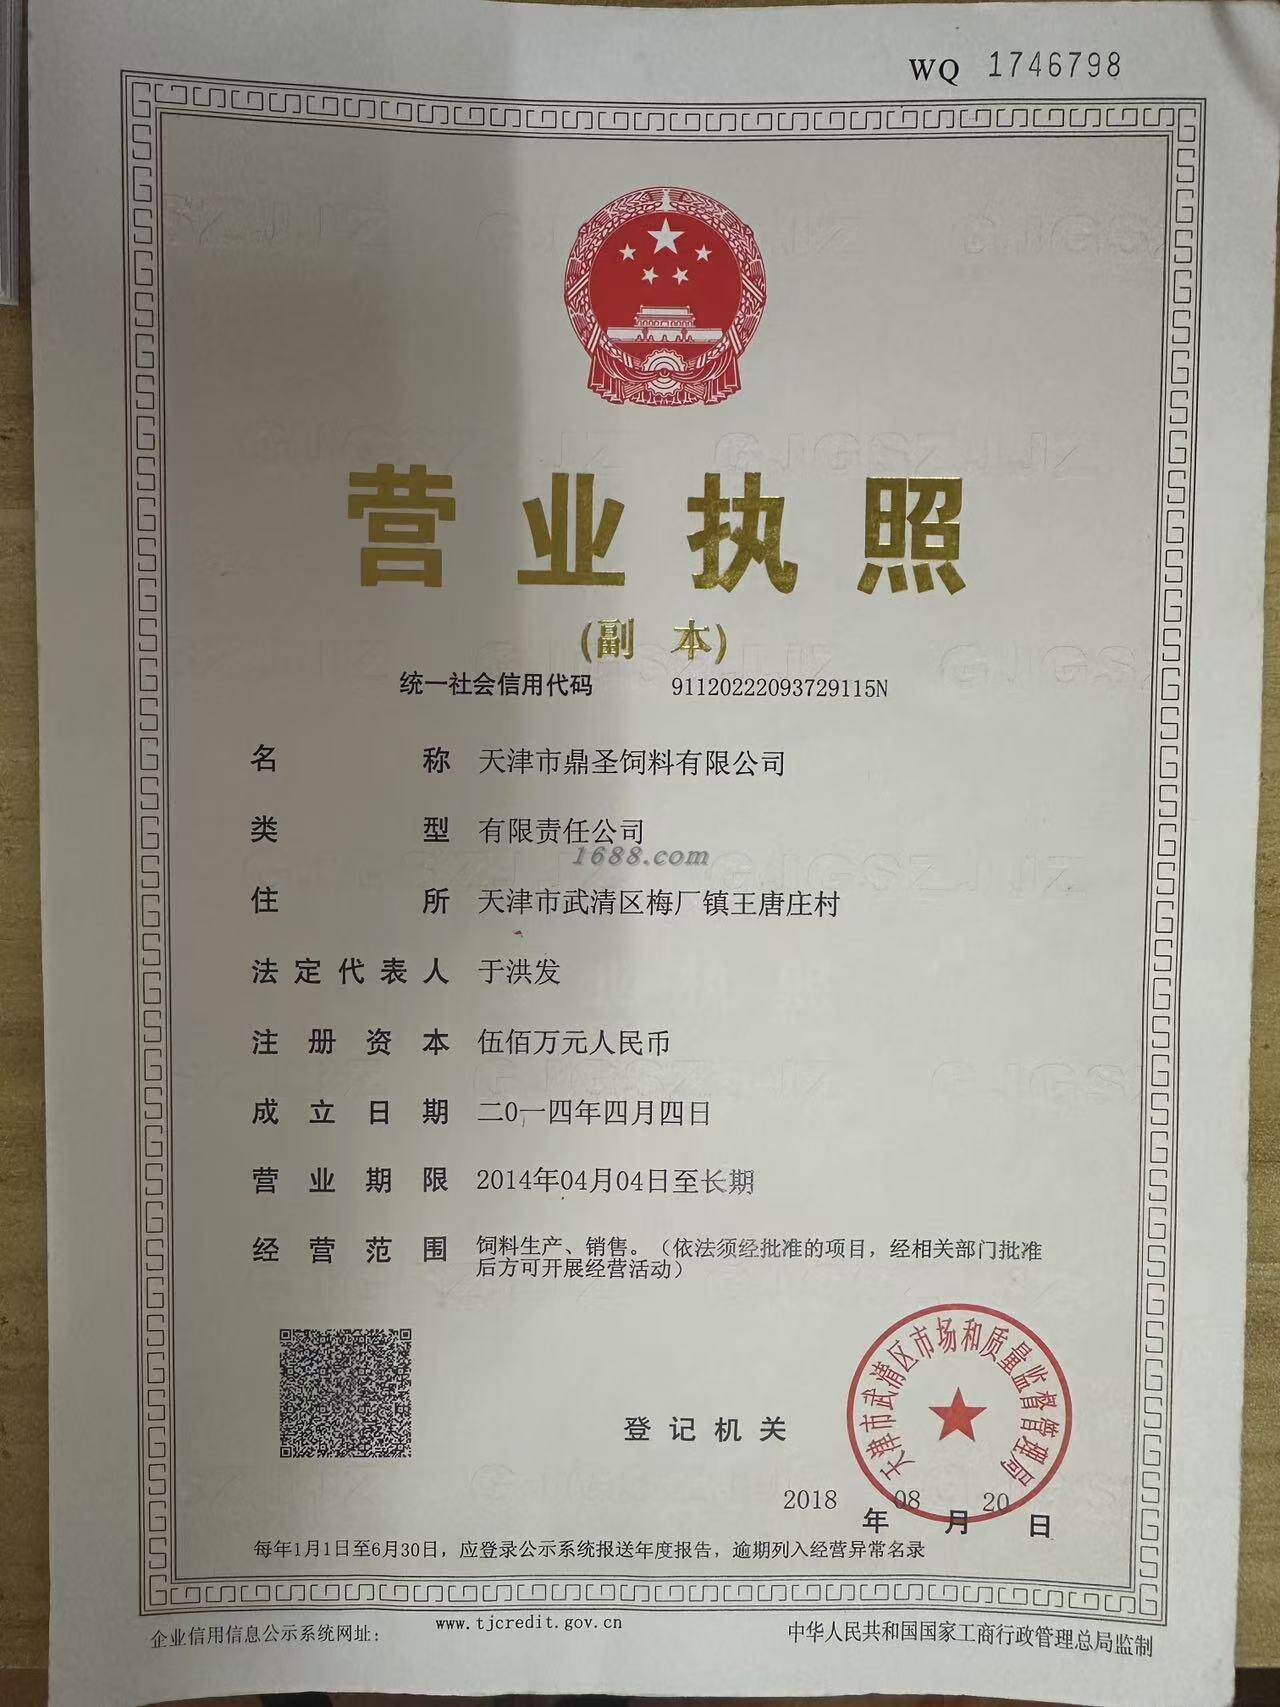 WQ 1746798
营业执照
(副 本)
统一社会信用代码 91120222093729115N
名称 天津市鼎圣饲料有限公司
类型 有限责任公司
1688.com
住所 天津市武清区梅厂镇王唐庄村
法定代表人 于洪发
注册资本 伍佰万元人民币
成立日期 二0一四年四月四日
营业期限 2014年04月04日至长期
经营范围 饲料生产、销售。（依法须经批准的项目，经相关部门批准
后方可开展经营活动）
天津市武清区市场和质量监督管理局
登记机关
2018年08月20日
每年1月1日至6月30日，应登录公示系统报送年度报告，逾期列入经营异常名录
企业信用信息公示系统网址： www.tjcredit.gov.cn 中华人民共和国国家工商行政管理总局监制